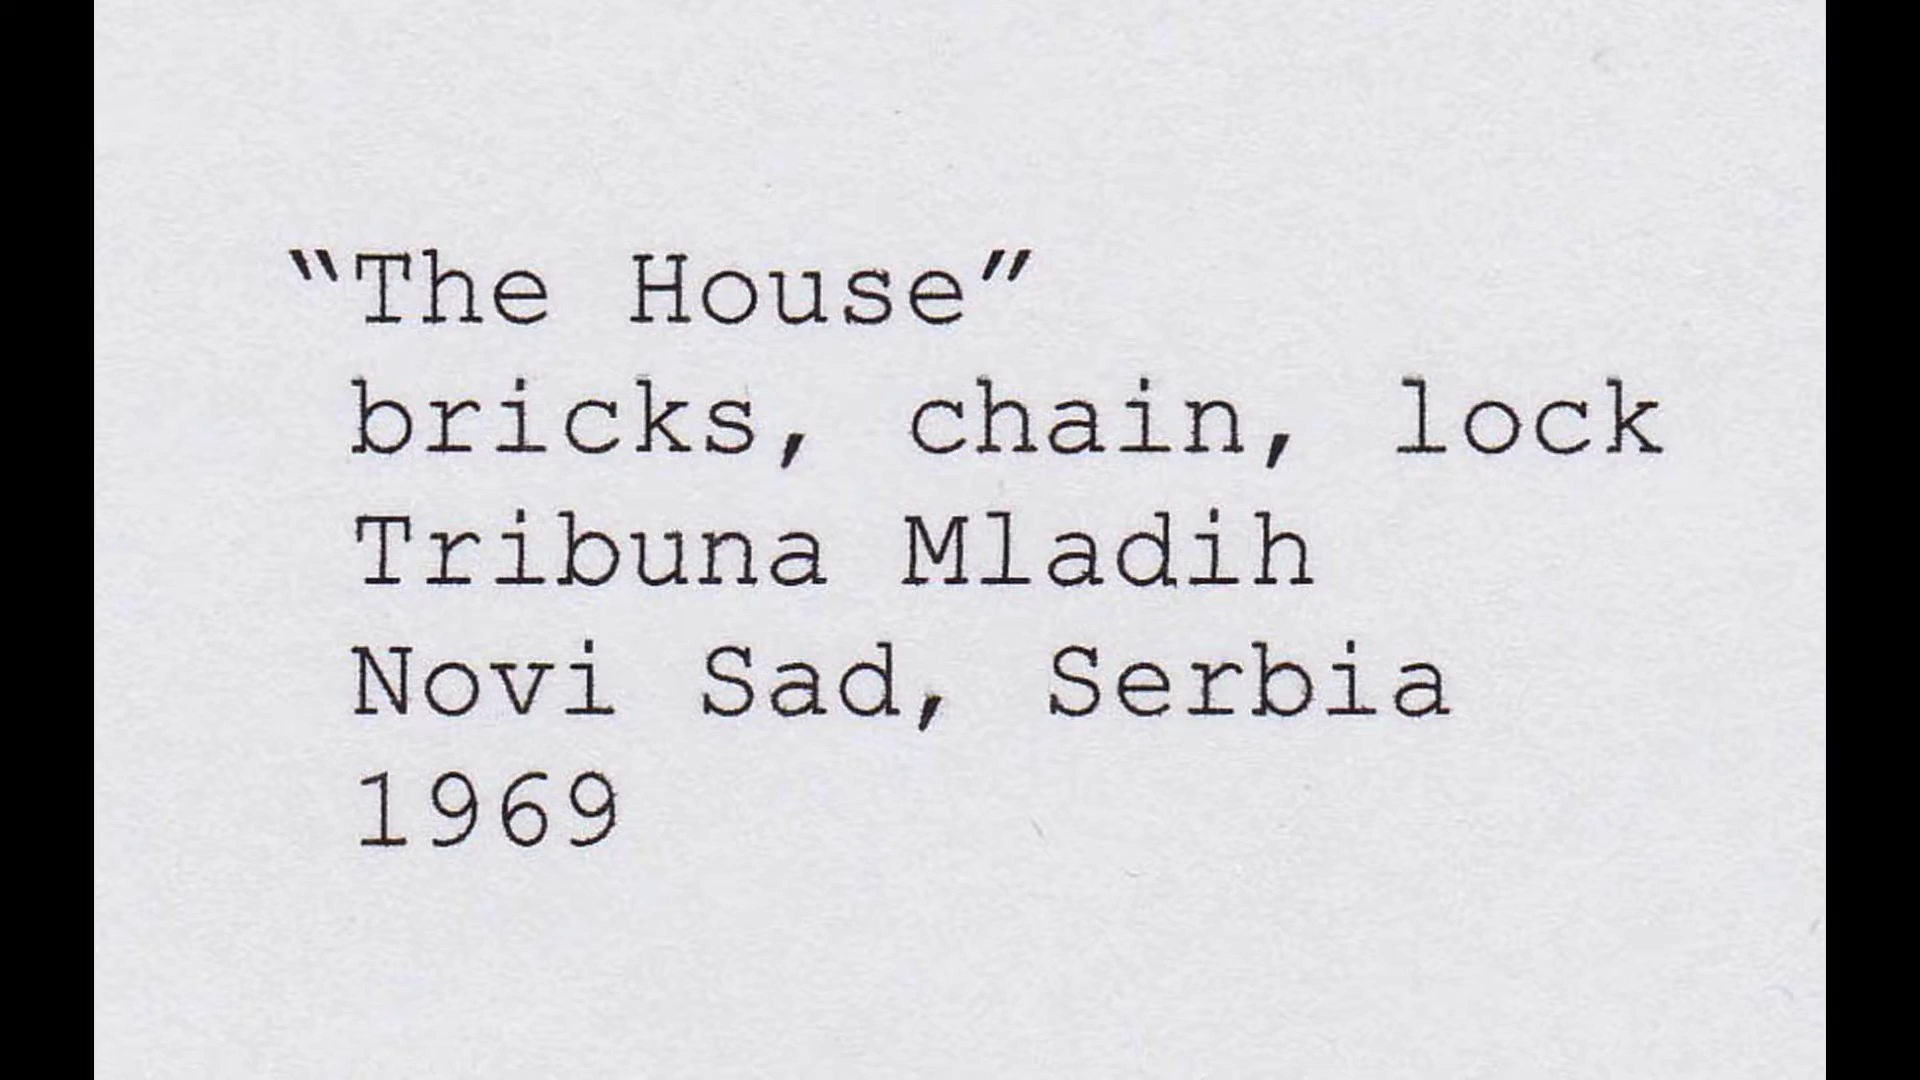 “The House”
bricks, chain, lock
Tribuna Mladih
Novi Sad, Serbia
1969